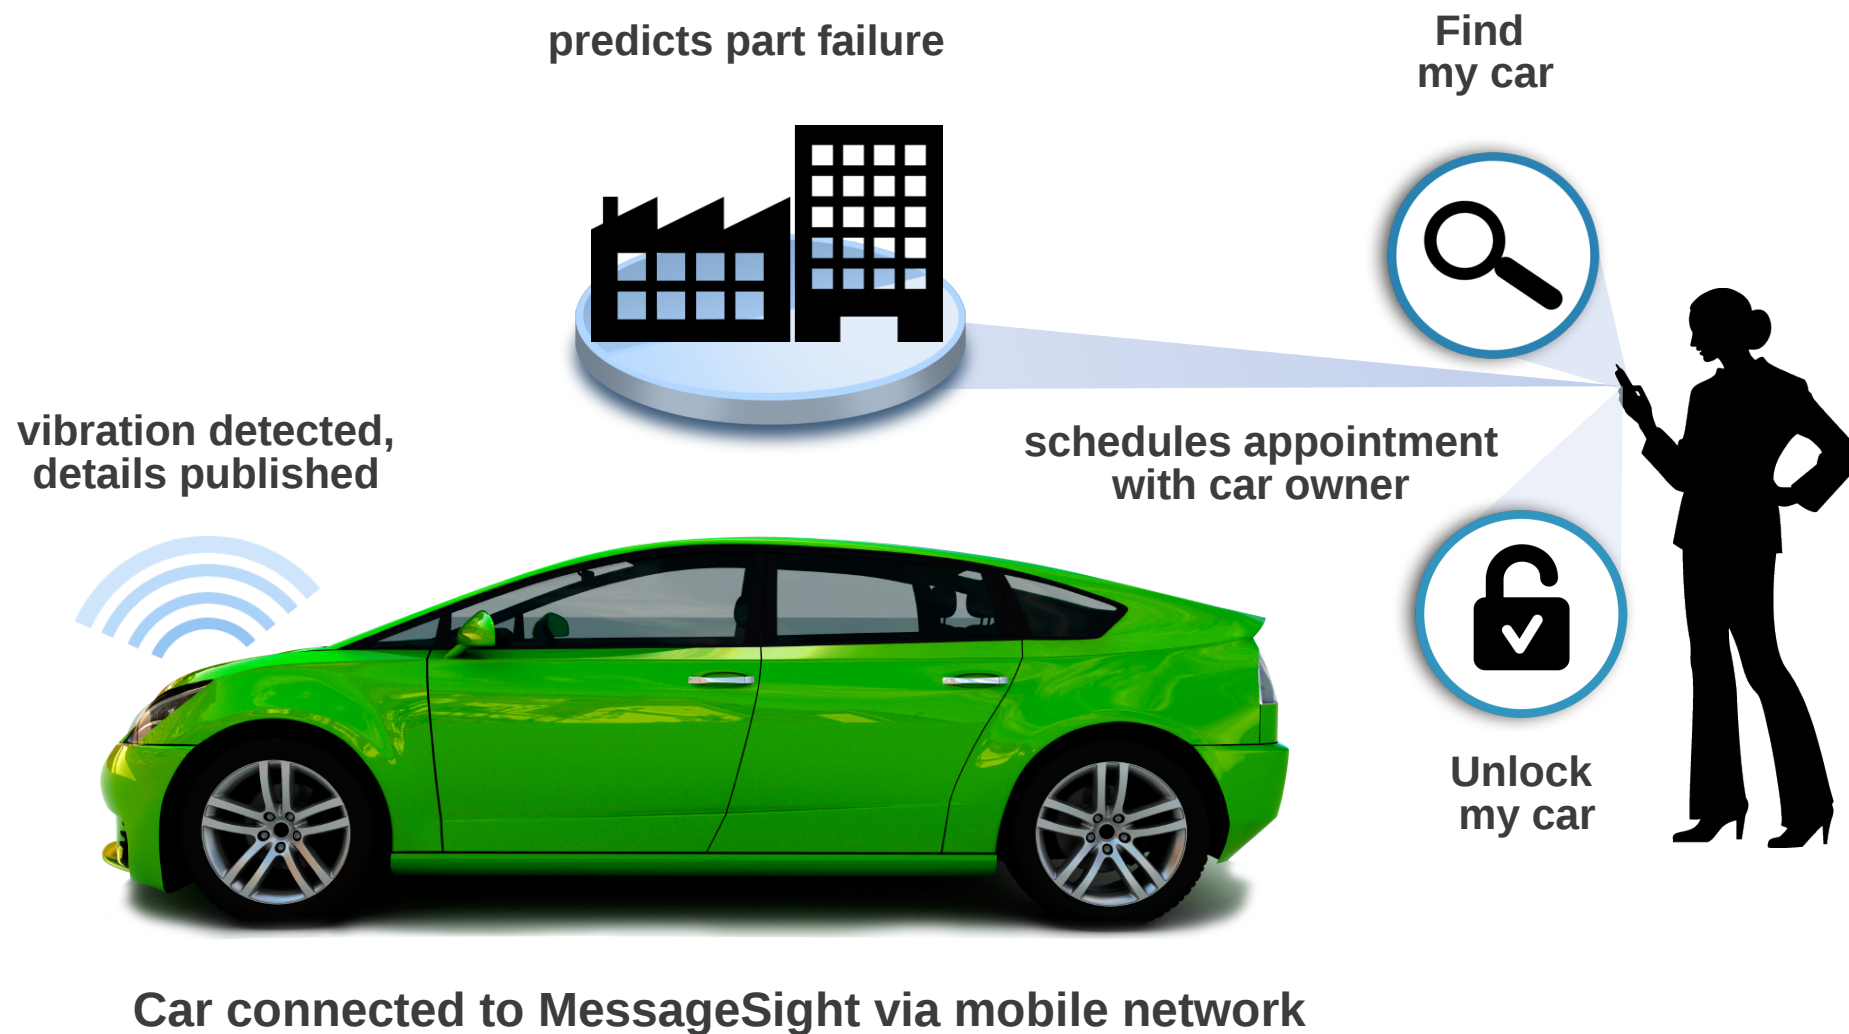 predicts part failure
Find
my car
vibration detected,
details published
schedules appointment
with car owner
Unlock
my car
Car connected to MessageSight via mobile network